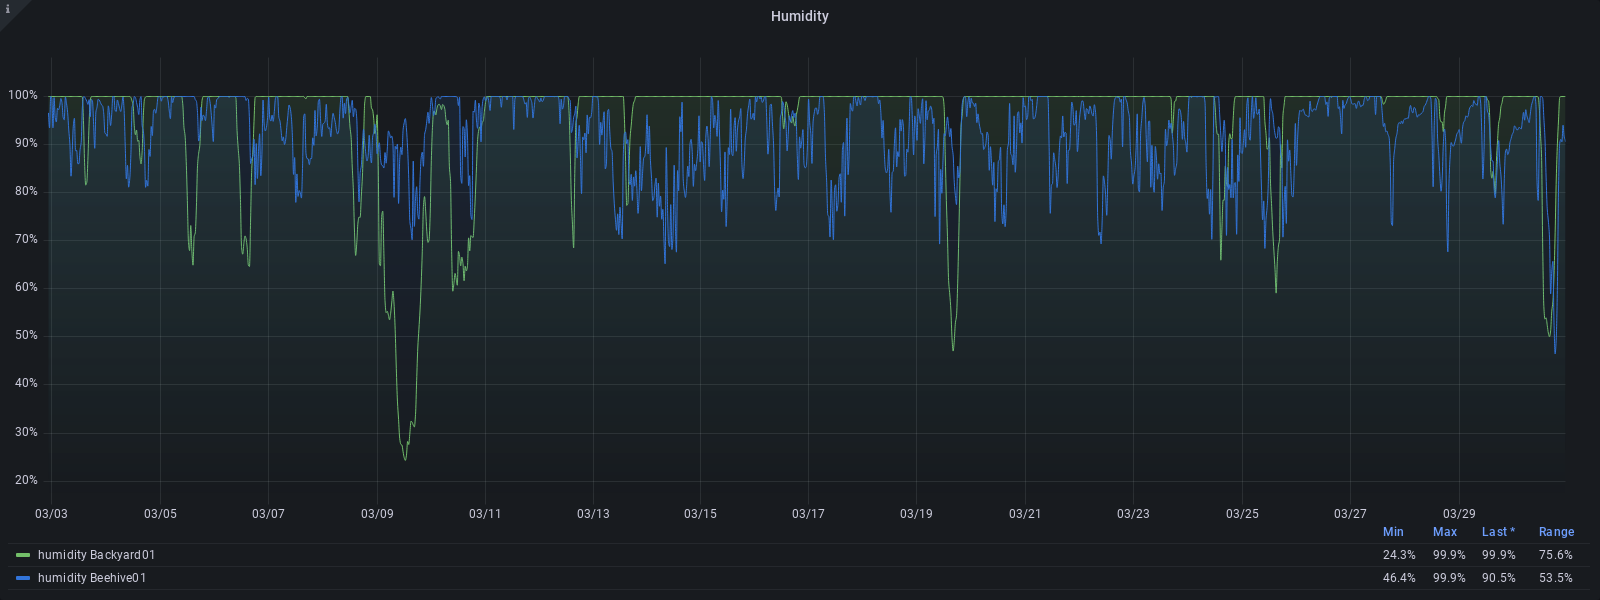 i
Humidity
100%
90%
80%
70%
60%
50%
40%
30%
20%
03/03 03/05 03/07 03/09 03/11 03/13 03/15 03/17 03/19 03/21 03/23 03/25 03/27 03/29
Min Max Last * Range
humidity Backyard01 24.3% 99.9% 99.9% 75.6%
humidity Beehive01 46.4% 99.9% 90.5% 53.5%